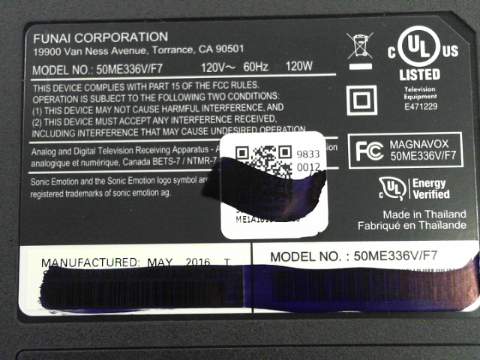 FUNAI CORPORATION
19900 Van Ness Avenue, Torrance, CA 90501
MODEL NO.: 50ME336V/F7 120V~ 60Hz 120W
THIS DEVICE COMPLIES WITH PART 15 OF THE FCC RULES.
OPERATION IS SUBJECT TO THE FOLLOWING TWO CONDITIONS:
(1) THIS DEVICE MAY NOT CAUSE HARMFUL INTERFERENCE, AND
(2) THIS DEVICE MUST ACCEPT ANY INTERFERENCE RECEIVED,
INCLUDING INTERFERENCE THAT MAY CAUSE UNDESIRED OPERATION.
Analog and Digital Television Receiving Apparatus -
analogique et numérique, Canada BETS-7 / NTMR-7
Sonic Emotion and the Sonic Emotion logo symbol are
registered trademarks of sonic emotion ag.
9833
0012
C UL US
LISTED
Television
Equipment
E471229
FC MAGNAVOX
50ME336V/F7
C UL Energy
Verified
Made in Thailand
Fabriqué en Thaïlande
MANUFACTURED: MAY 2016 T
MODEL NO. : 50ME336V/F7